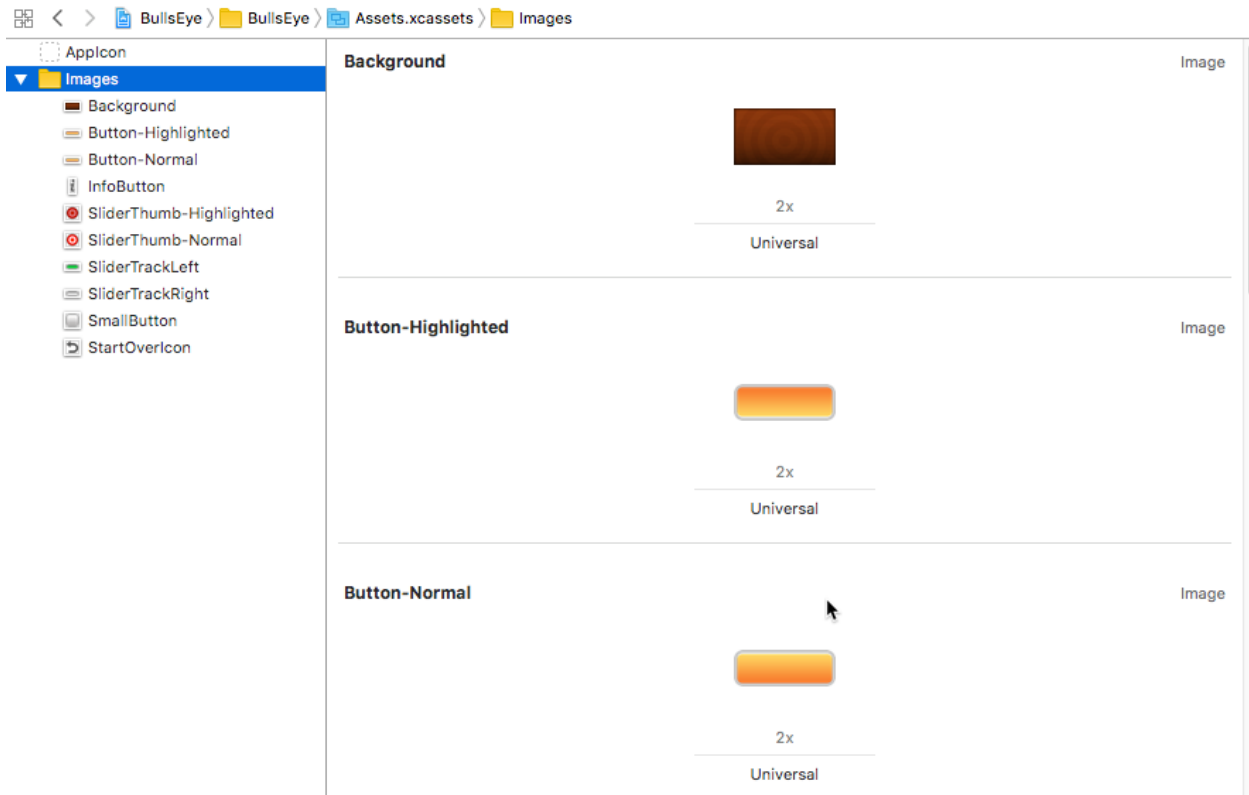 BullsEye BullsEye Assets.xcassets Images
AppIcon
Images
Background
Button-Highlighted
Button-Normal
InfoButton
SliderThumb-Highlighted
SliderThumb-Normal
SliderTrackLeft
SliderTrackRight
SmallButton
StartOverIcon
Background Image
2x
Universal
Button-Highlighted Image
2x
Universal
Button-Normal Image
2x
Universal